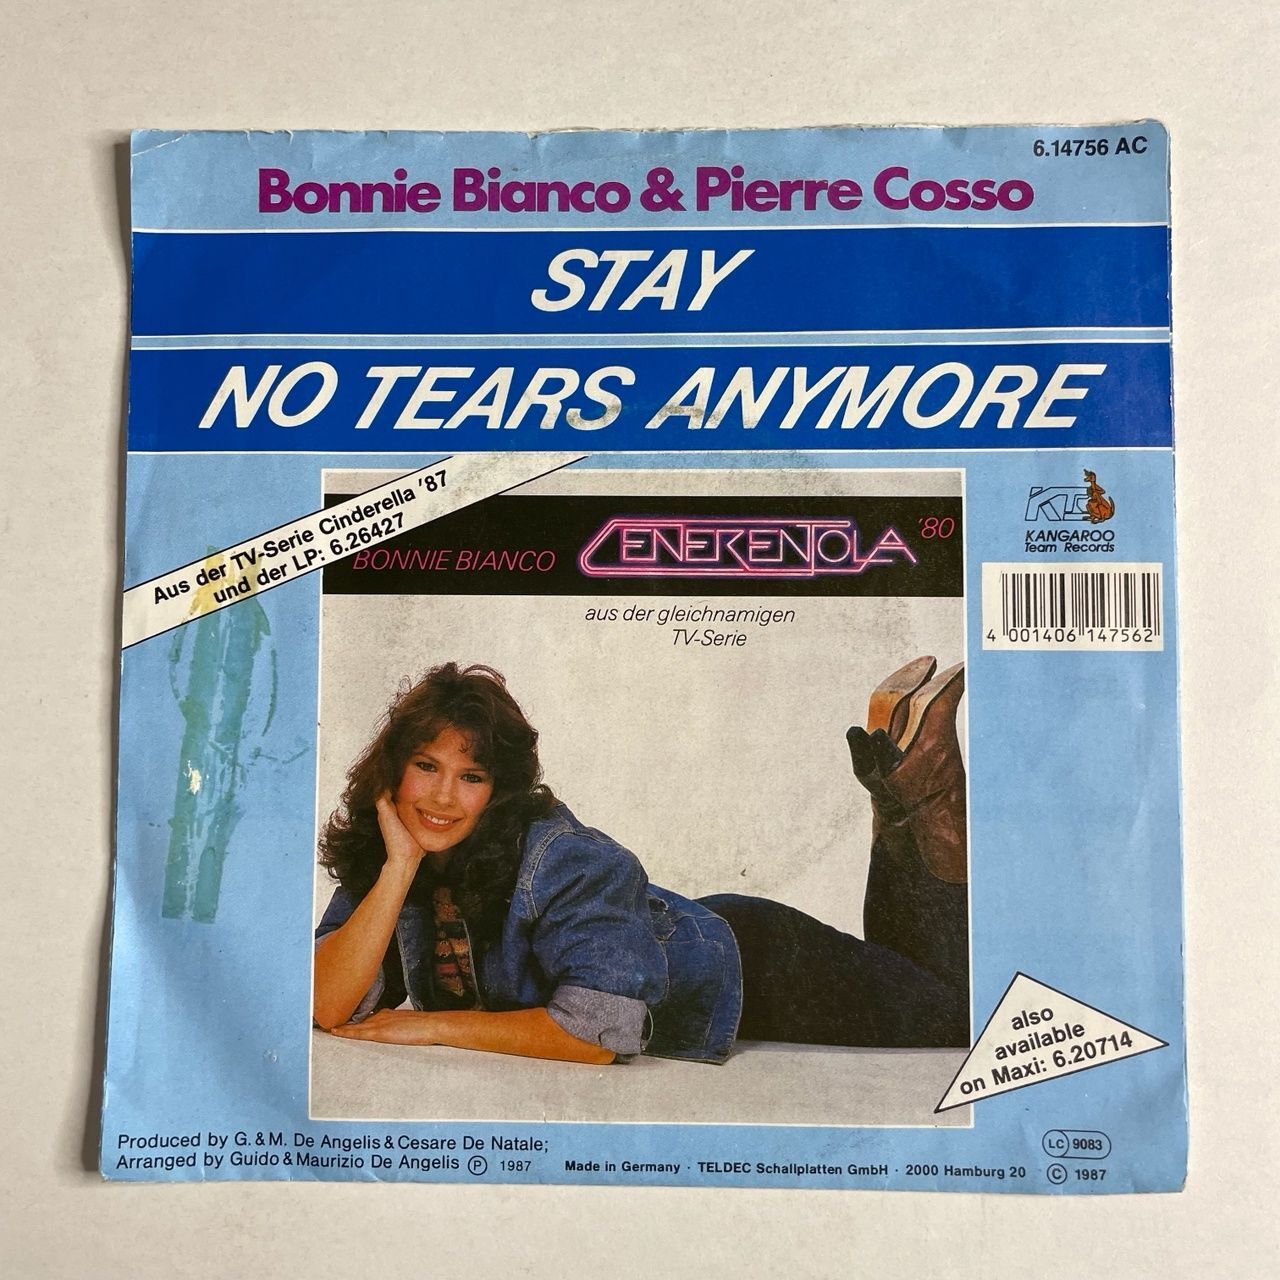 6.14756 AC
Bonnie Bianco & Pierre Cosso
STAY
NO TEARS ANYMORE
Aus der TV-Serie Cinderella '87
und der LP: 6.26427
BONNIE BIANCO CENERENTOLA '80
aus der gleichnamigen
TV-Serie
KANGAROO
Team Records
4 001406 147562
also
available
on Maxi: 6.20714
Produced by G. & M. De Angelis & Cesare De Natale;
Arranged by Guido & Maurizio De Angelis Ⓟ 1987
Made in Germany · TELDEC Schallplatten GmbH · 2000 Hamburg 20
LC 9083
© 1987